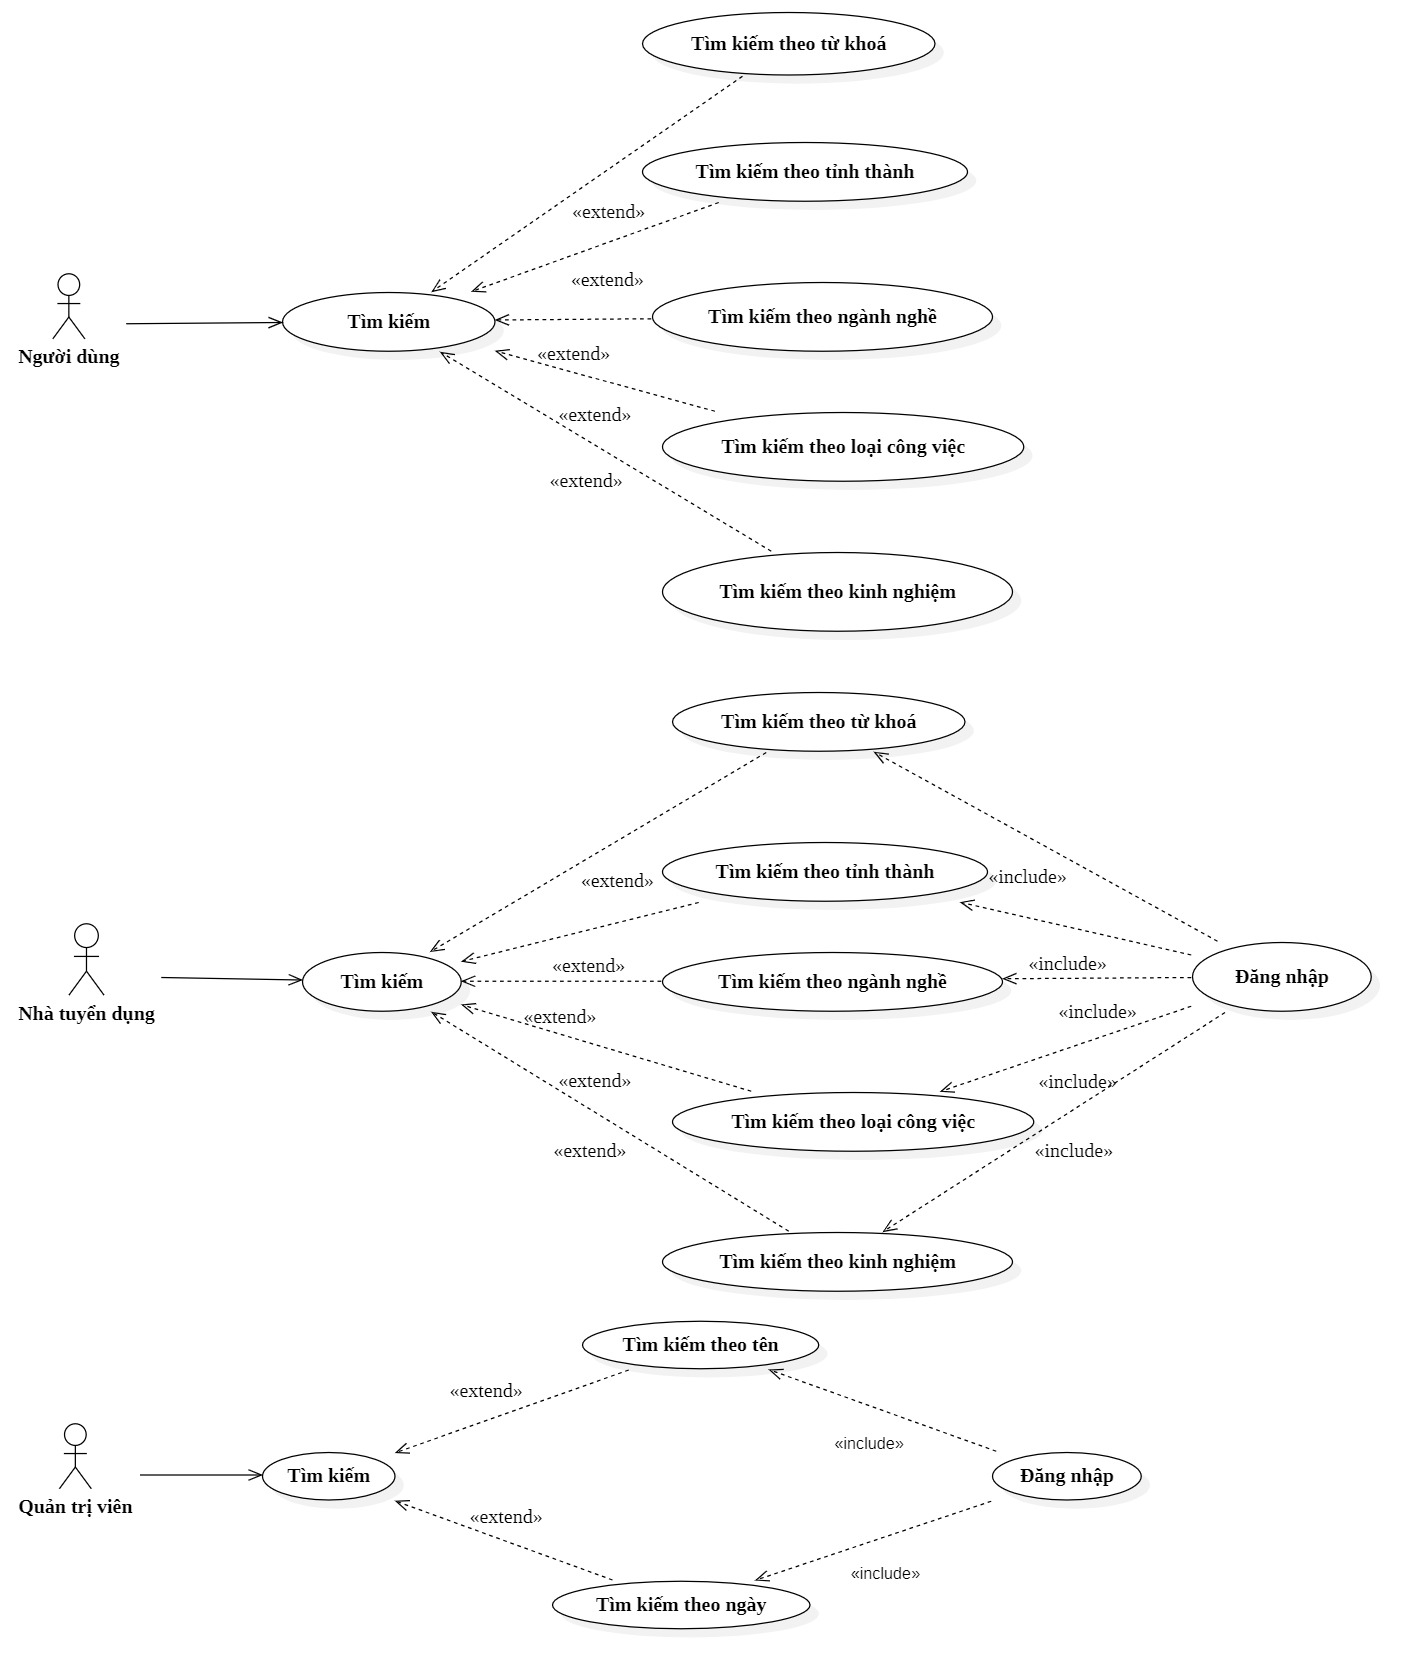 Tìm kiếm theo từ khoá
Tìm kiếm theo tỉnh thành
«extend»
«extend»
Tìm kiếm theo ngành nghề
Tìm kiếm
Người dùng
«extend»
«extend»
Tìm kiếm theo loại công việc
«extend»
Tìm kiếm theo kinh nghiệm
Tìm kiếm theo từ khoá
Tìm kiếm theo tỉnh thành
«extend»
«include»
«extend»
«include»
Tìm kiếm
Tìm kiếm theo ngành nghề
Đăng nhập
Nhà tuyển dụng
«extend»
«include»
«extend»
«include»
Tìm kiếm theo loại công việc
«extend»
«include»
Tìm kiếm theo kinh nghiệm
Tìm kiếm theo tên
«extend»
«include»
Tìm kiếm
Đăng nhập
Quản trị viên
«extend»
«include»
Tìm kiếm theo ngày